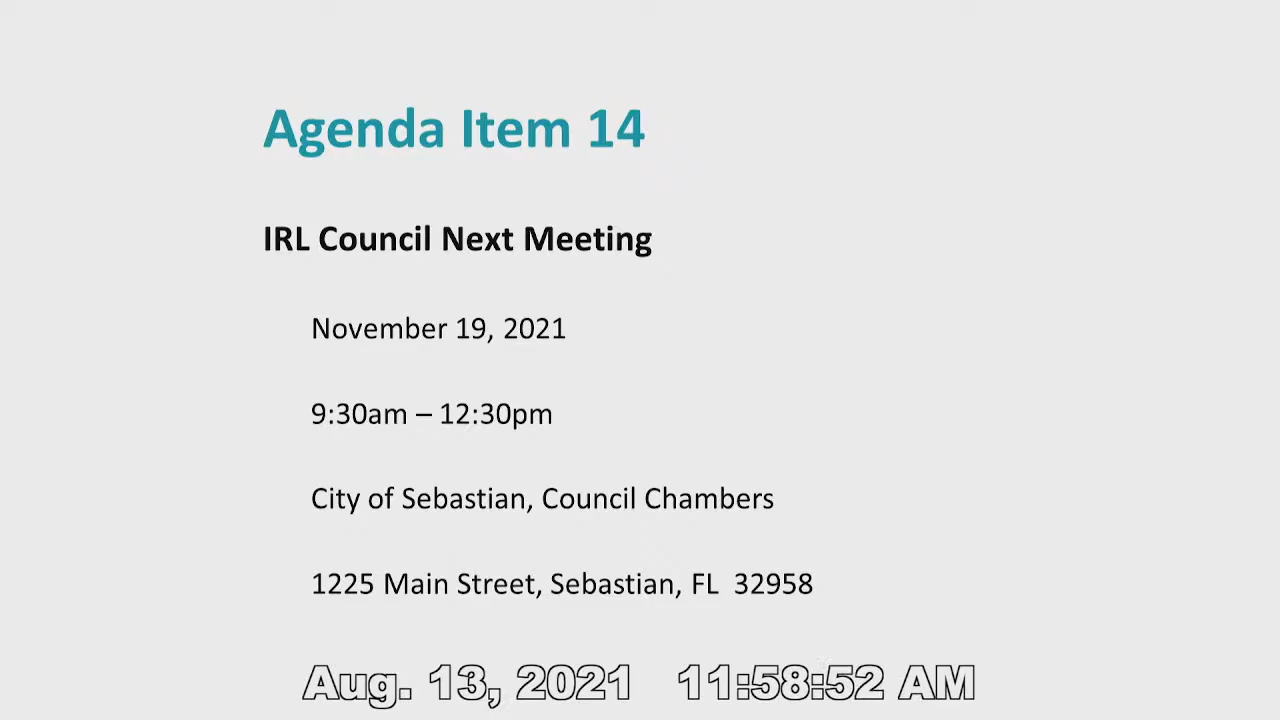 Agenda Item 14
IRL Council Next Meeting
November 19, 2021
9:30am – 12:30pm
City of Sebastian, Council Chambers
1225 Main Street, Sebastian, FL  32958
Aug. 13, 2021   11:58:52 AM